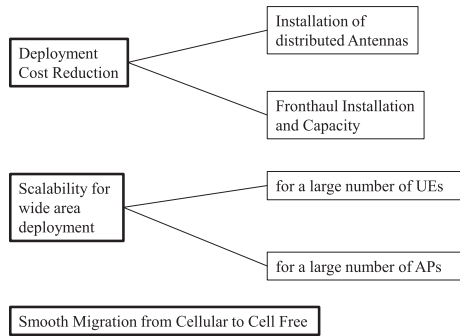 Deployment
Cost Reduction
Installation of
distributed Antennas
Fronthaul Installation
and Capacity
Scalability for
wide area
deployment
for a large number of UEs
for a large number of APs
Smooth Migration from Cellular to Cell Free